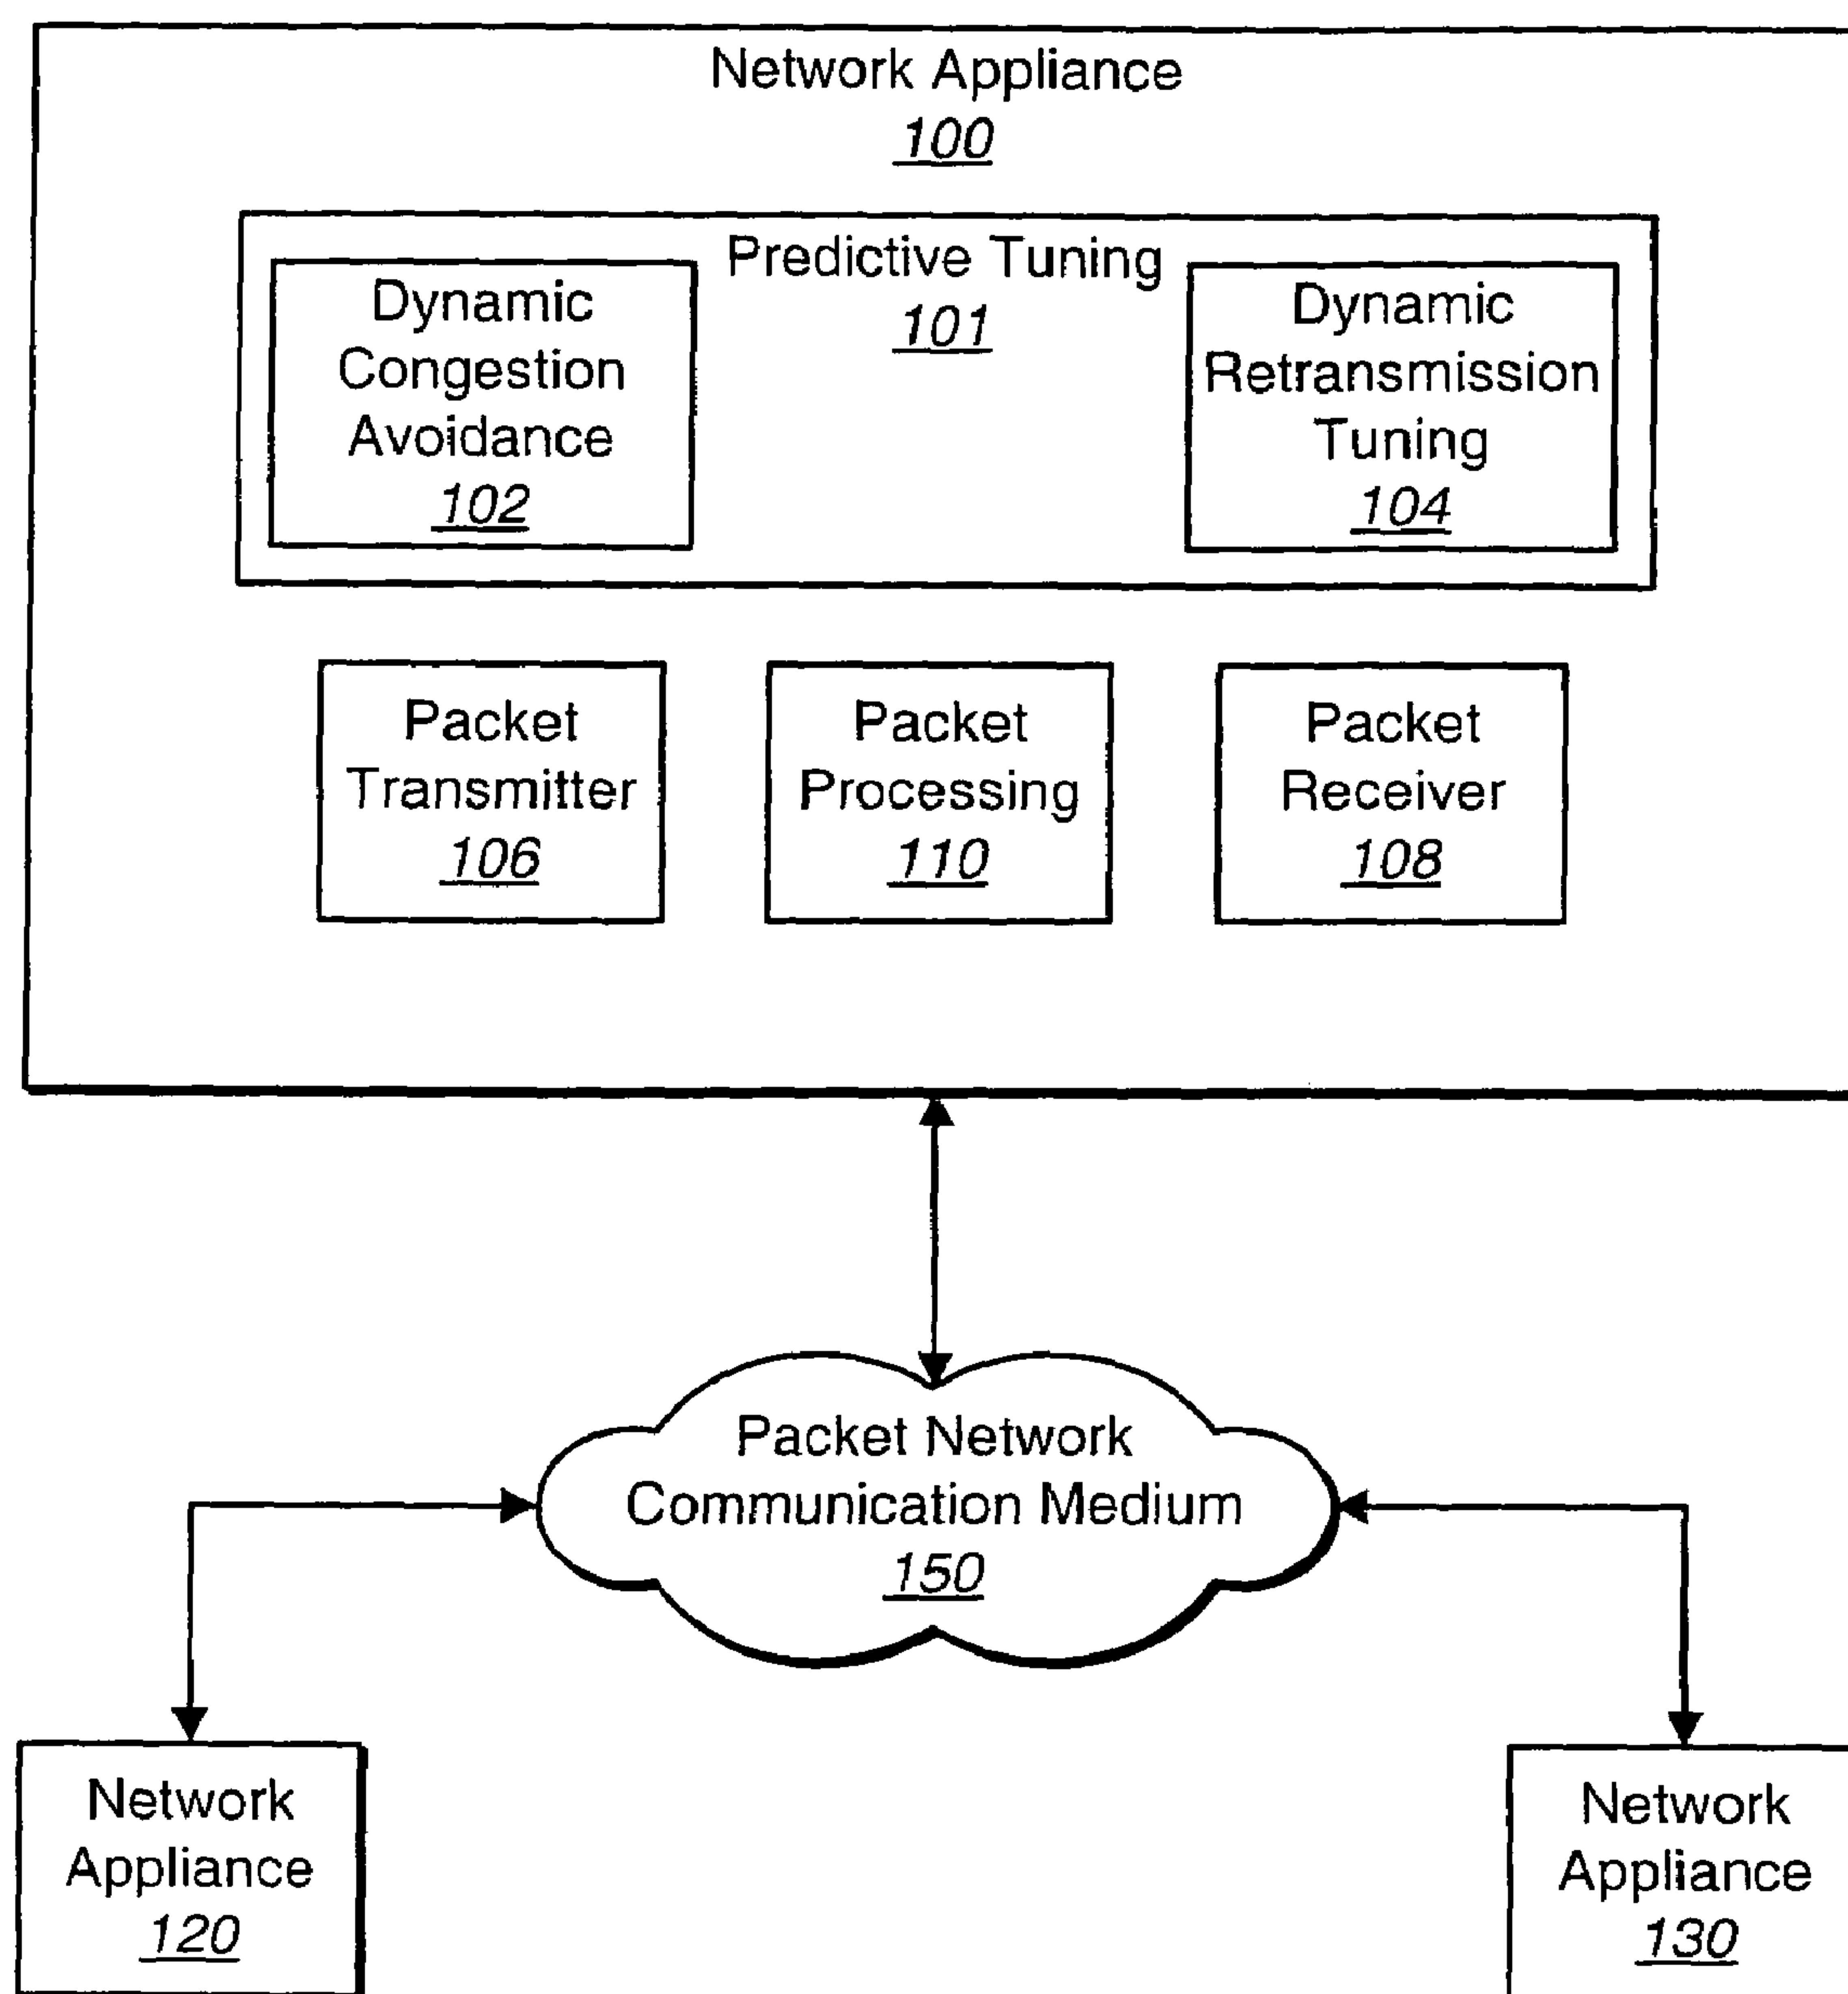 Network Appliance
100
Predictive Tuning
101
Dynamic
Congestion
Avoidance
102
Dynamic
Retransmission
Tuning
104
Packet
Transmitter
106
Packet
Processing
110
Packet
Receiver
108
Packet Network
Communication Medium
150
Network
Appliance
120
Network
Appliance
130